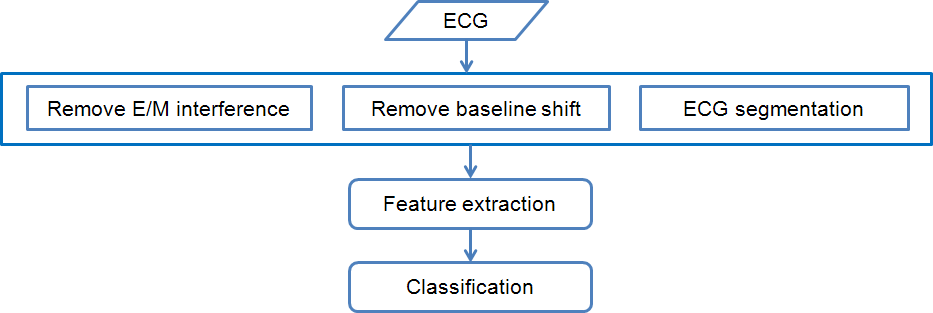 ECG
Remove E/M interference
Remove baseline shift
ECG segmentation
Feature extraction
Classification